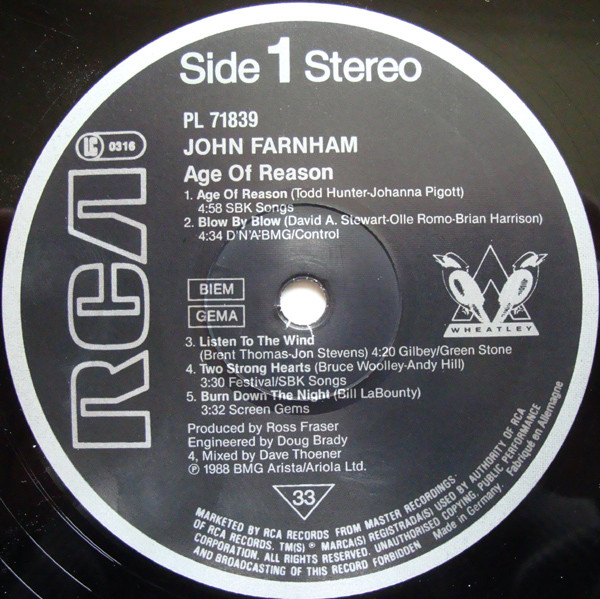 Side 1 Stereo
PL 71839
LC 0316
JOHN FARNHAM
Age Of Reason
1. Age Of Reason (Todd Hunter-Johanna Pigott)
4:58 SBK Songs
2. Blow By Blow (David A. Stewart-Olle Romo-Brian Harrison)
4:34 D'N'A-BMG/Control
RCA
BIEM
GEMA
WHEATLEY
3. Listen To The Wind
(Brent Thomas-Jon Stevens) 4:20 Gilbey/Green Stone
4. Two Strong Hearts (Bruce Woolley-Andy Hill)
3:30 Festival/SBK Songs
5. Burn Down The Night (Bill LaBounty)
3:32 Screen Gems
Produced by Ross Fraser
Engineered by Doug Brady
4, Mixed by Dave Thoener
℗ 1988 BMG Arista/Ariola Ltd.
33
MARKETED BY RCA RECORDS FROM MASTER RECORDINGS
OF RCA RECORDS. TM(S) ® MARCA(S) REGISTRADA(S) USED BY AUTHORITY OF RCA
CORPORATION. ALL RIGHTS RESERVED. UNAUTHORISED COPYING, PUBLIC PERFORMANCE
AND BROADCASTING OF THIS RECORD FORBIDDEN
Made in Germany. Fabriqué en Allemagne